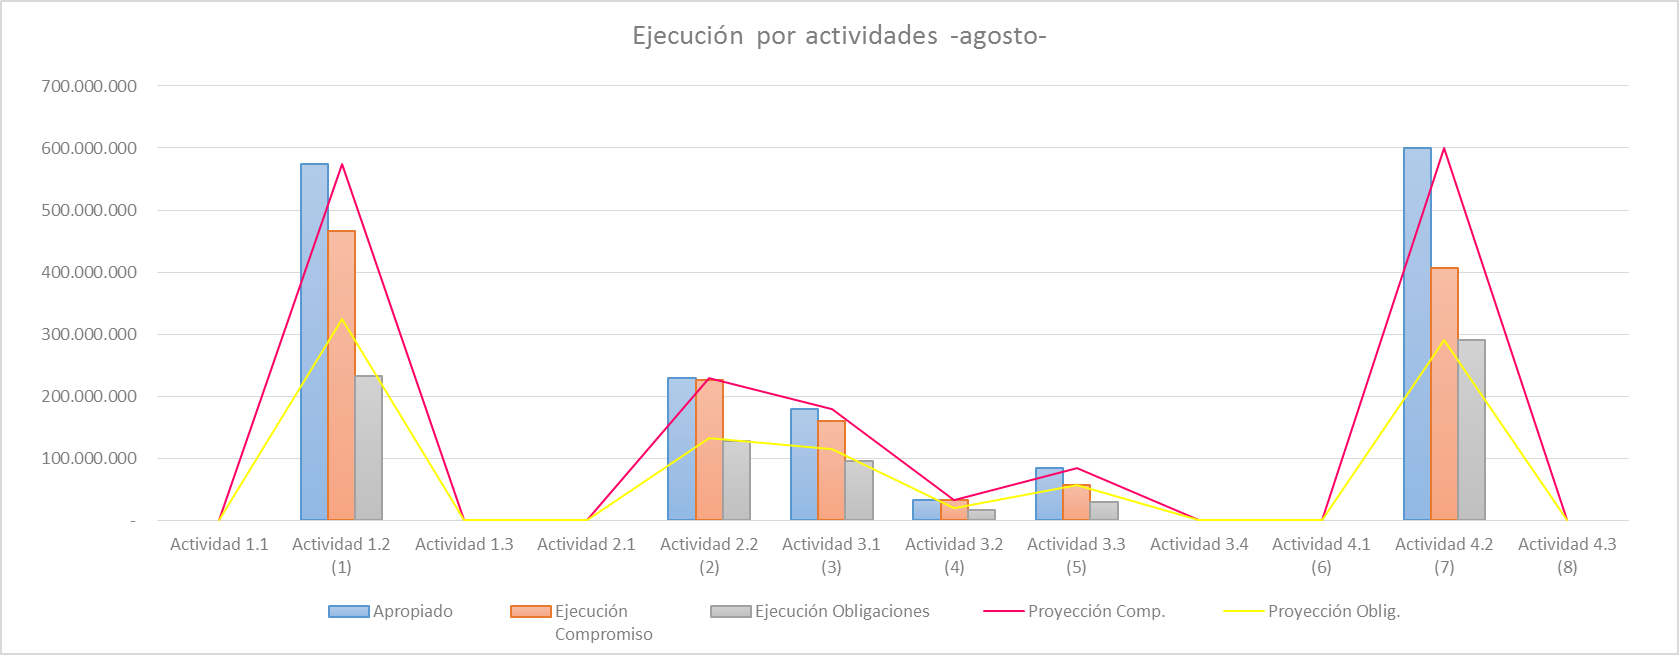 Ejecución por actividades -agosto-
700.000.000
600.000.000
500.000.000
400.000.000
300.000.000
200.000.000
100.000.000
-
Actividad 1.1 Actividad 1.2 Actividad 1.3 Actividad 2.1 Actividad 2.2 Actividad 3.1 Actividad 3.2 Actividad 3.3 Actividad 3.4 Actividad 4.1 Actividad 4.2 Actividad 4.3
(1) (2) (3) (4) (5) (6) (7) (8)
Apropiado Ejecución Ejecución Obligaciones Proyección Comp. Proyección Oblig.
Compromiso